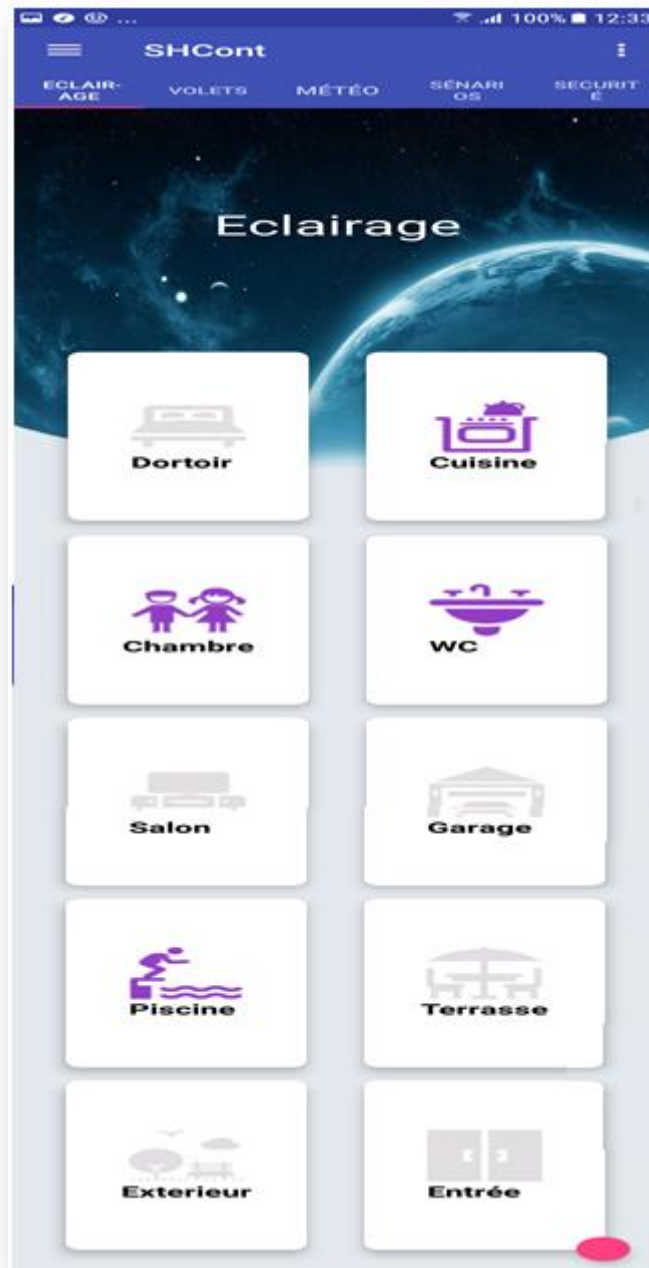 ... 100% 12:33
SHCont
ECLAIR-
AGE
VOLETS
MÉTÉO
SÉNARI
OS
SECURIT
É
Eclairage
Dortoir
Cuisine
Chambre
WC
Salon
Garage
Piscine
Terrasse
Exterieur
Entrée